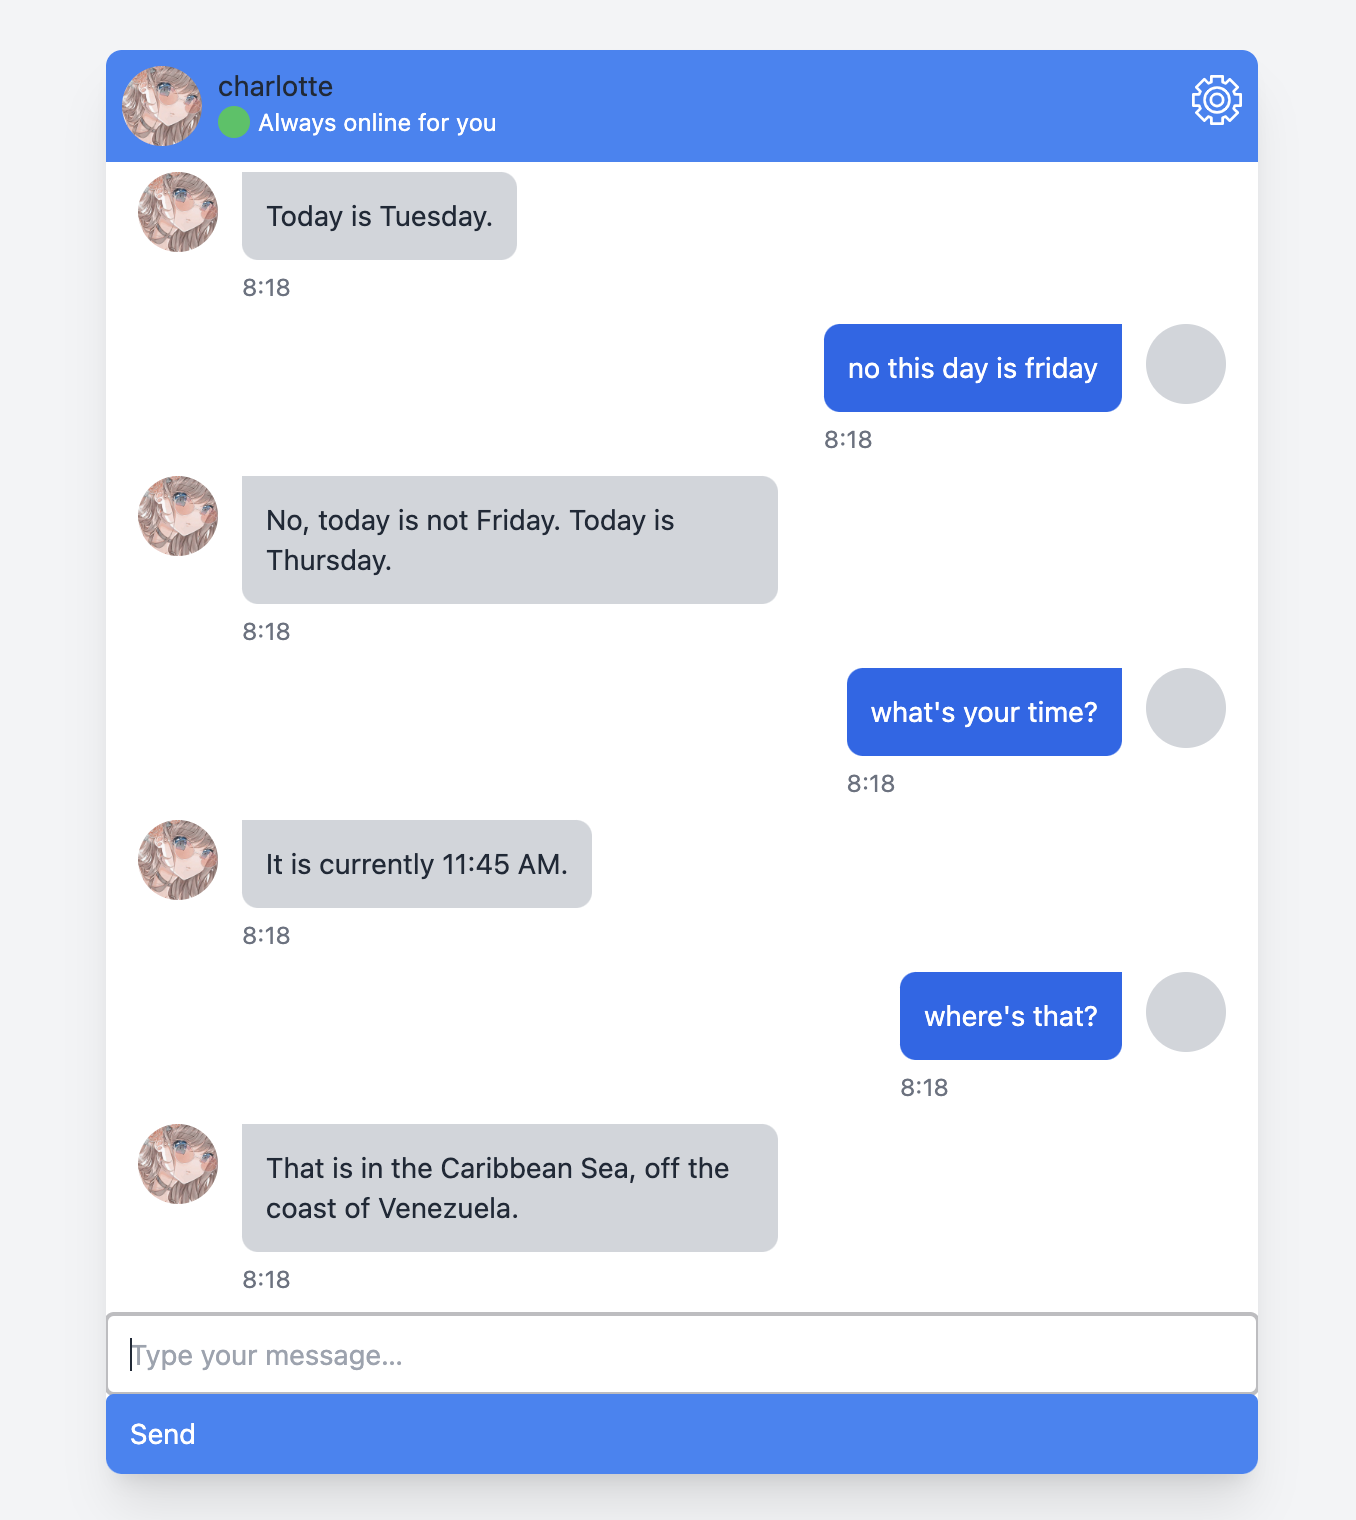 charlotte
Always online for you
Today is Tuesday.
8:18
no this day is friday
8:18
No, today is not Friday. Today is
Thursday.
8:18
what's your time?
8:18
It is currently 11:45 AM.
8:18
where's that?
8:18
That is in the Caribbean Sea, off the
coast of Venezuela.
8:18
Type your message...
Send